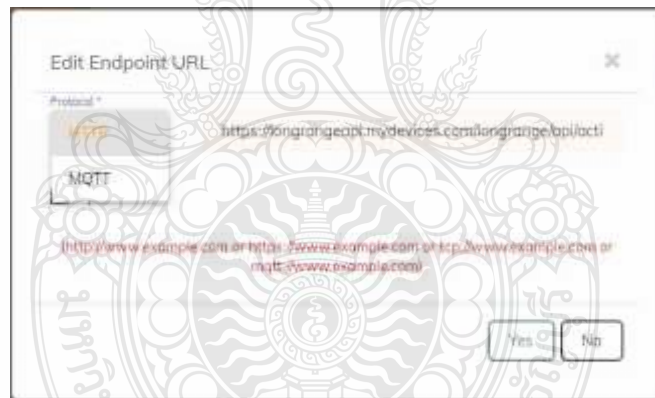 Edit Endpoint URL
Protocol *
HTTP
https://longrangeapi.mydevices.com/longrange/api/acti
MQTT
(http://www.example.com or https://www.example.com or tcp://www.example.com or
mqtt://www.example.com)
Yes
No